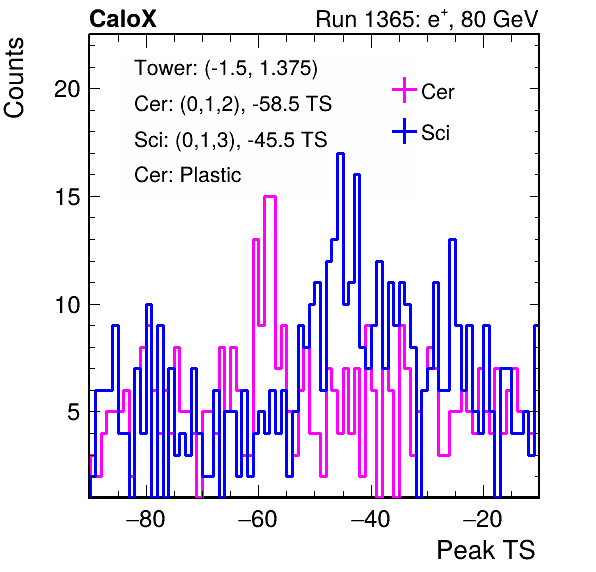 CaloX
Run 1365: e+, 80 GeV
Counts
Tower: (-1.5, 1.375)
Cer: (0,1,2), -58.5 TS
Sci: (0,1,3), -45.5 TS
Cer: Plastic
Cer
Sci
20
15
10
5
−80 −60 −40 −20
Peak TS